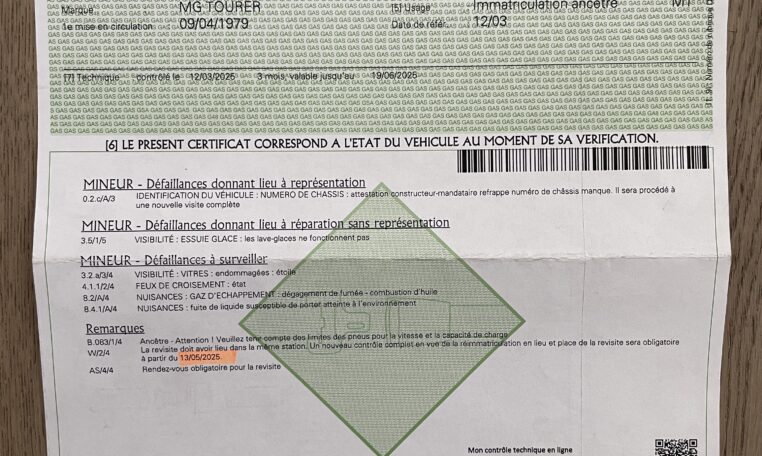 Marque MG TOURER [5] Usage Immatriculation ancêtre
1e mise en circulation 09/04/1979 Date de réf. 12/03
[7] Technique contrôlé le 12/03/2025 3 mois, valable jusqu'au 19/06/2025
[6] LE PRESENT CERTIFICAT CORRESPOND A L'ETAT DU VEHICULE AU MOMENT DE SA VERIFICATION.
MINEUR - Défaillances donnant lieu à représentation
0.2.c/A/3 IDENTIFICATION DU VÉHICULE : NUMERO DE CHASSIS : attestation constructeur-mandataire refrappe numéro de châssis manque. Il sera procédé à
une nouvelle visite complète
MINEUR - Défaillances donnant lieu à réparation sans représentation
3.5/1/5 VISIBILITÉ : ESSUIE GLACE : les lave-glaces ne fonctionnent pas
MINEUR - Défaillances à surveiller
3.2.a/3/4 VISIBILITÉ : VITRES : endommagées : étoile
4.1.1/2/4 FEUX DE CROISEMENT : état
8.2/A/4 NUISANCES : GAZ D'ECHAPPEMENT : dégagement de fumée - combustion d'huile
8.4.1/A/4 NUISANCES : fuite de liquide susceptible de porter atteinte à l'environnement
Remarques
B.083/1/4 Ancêtre - Attention ! Veuillez tenir compte des limites des pneus pour la vitesse et la capacité de charge
W/2/4 La revisite doit avoir lieu dans la même station. Un nouveau contrôle complet en vue de la réimmatriculation en lieu et place de la revisite sera obligatoire
à partir du 13/05/2025.
AS/4/4 Rendez-vous obligatoire pour la revisite
Mon contrôle technique en ligne